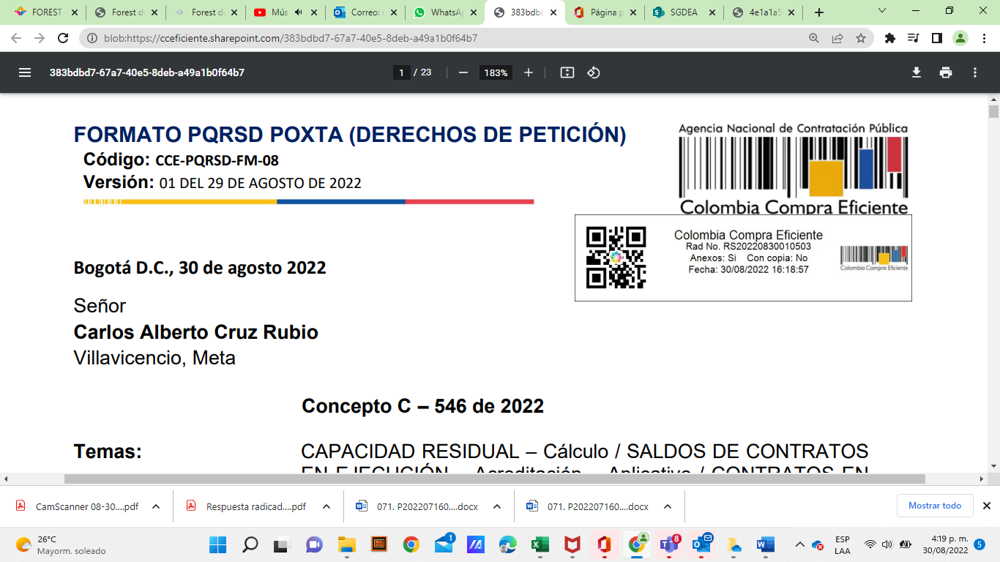 FOREST
Forest d
Forest d
Mús
Correo:
WhatsAp
383bdbd
Página p
SGDEA
4e1a1a5
blob:https://cceficiente.sharepoint.com/383bdbd7-67a7-40e5-8deb-a49a1b0f64b7
383bdbd7-67a7-40e5-8deb-a49a1b0f64b7
1 / 23
183%
FORMATO PQRSD POXTA (DERECHOS DE PETICIÓN)
Código: CCE-PQRSD-FM-08
Versión: 01 DEL 29 DE AGOSTO DE 2022
Agencia Nacional de Contratación Pública
Colombia Compra Eficiente
Colombia Compra Eficiente
Rad No. RS20220830010503
Anexos: Si Con copia: No
Fecha: 30/08/2022 16:18:57
Colombia Compra Eficiente
Bogotá D.C., 30 de agosto 2022
Señor
Carlos Alberto Cruz Rubio
Villavicencio, Meta
Concepto C – 546 de 2022
Temas:
CAPACIDAD RESIDUAL – Cálculo / SALDOS DE CONTRATOS
EN EJECUCIÓN – Acreditación – Aplicativo / CONTRATOS EN
CamScanner 08-30....pdf
Respuesta radicad....pdf
071. P202207160....docx
071. P202207160....docx
Mostrar todo
26°C
Mayorm. soleado
1
8
ESP
LAA
4:19 p. m.
30/08/2022
5